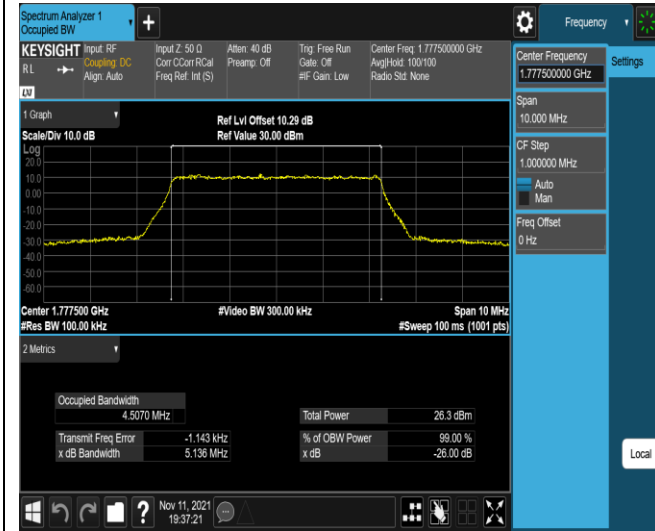 Spectrum Analyzer 1
Occupied BW
+
Frequency
KEYSIGHT
R L
LXI
Input: RF
Coupling: DC
Align: Auto
Input Z: 50 Ω
Corr CCorr RCal
Freq Ref: Int (S)
Atten: 40 dB
Preamp: Off
Trig: Free Run
Gate: Off
#IF Gain: Low
Center Freq: 1.777500000 GHz
Avg|Hold: 100/100
Radio Std: None
Center Frequency
1.777500000 GHz
Settings
Span
10.000 MHz
CF Step
1.000000 MHz
Auto
Man
Freq Offset
0 Hz
Local
1 Graph
Scale/Div 10.0 dB
Ref Lvl Offset 10.29 dB
Ref Value 30.00 dBm
Log
20.0
10.0
0.00
-10.0
-20.0
-30.0
-40.0
-50.0
-60.0
Center 1.777500 GHz
#Video BW 300.00 kHz
Span 10 MHz
#Res BW 100.00 kHz
#Sweep 100 ms (1001 pts)
2 Metrics
Occupied Bandwidth
4.5070 MHz
Total Power 26.3 dBm
Transmit Freq Error -1.143 kHz
% of OBW Power 99.00 %
x dB Bandwidth 5.136 MHz
x dB -26.00 dB
?
Nov 11, 2021
19:37:21